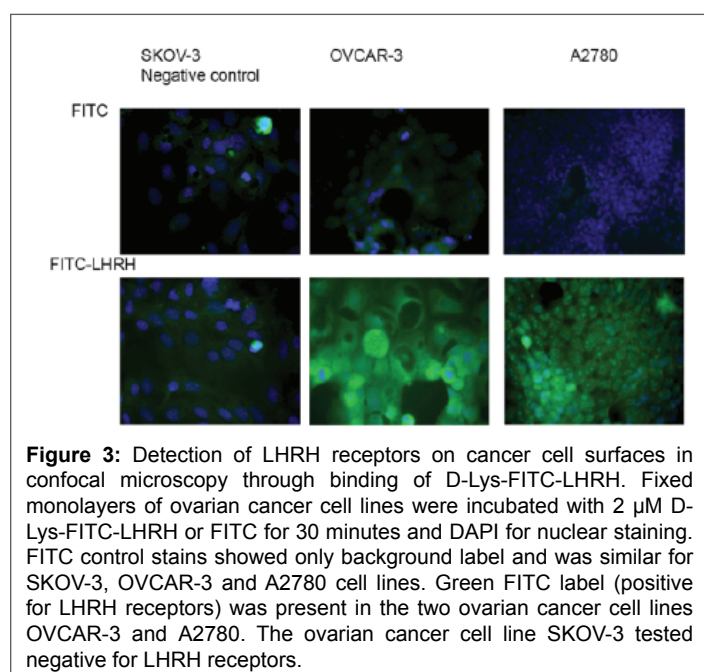 SKOV-3 OVCAR-3 A2780
Negative control
FITC
FITC-LHRH
Figure 3: Detection of LHRH receptors on cancer cell surfaces in
confocal microscopy through binding of D-Lys-FITC-LHRH. Fixed
monolayers of ovarian cancer cell lines were incubated with 2 µM D-
Lys-FITC-LHRH or FITC for 30 minutes and DAPI for nuclear staining.
FITC control stains showed only background label and was similar for
SKOV-3, OVCAR-3 and A2780 cell lines. Green FITC label (positive
for LHRH receptors) was present in the two ovarian cancer cell lines
OVCAR-3 and A2780. The ovarian cancer cell line SKOV-3 tested
negative for LHRH receptors.